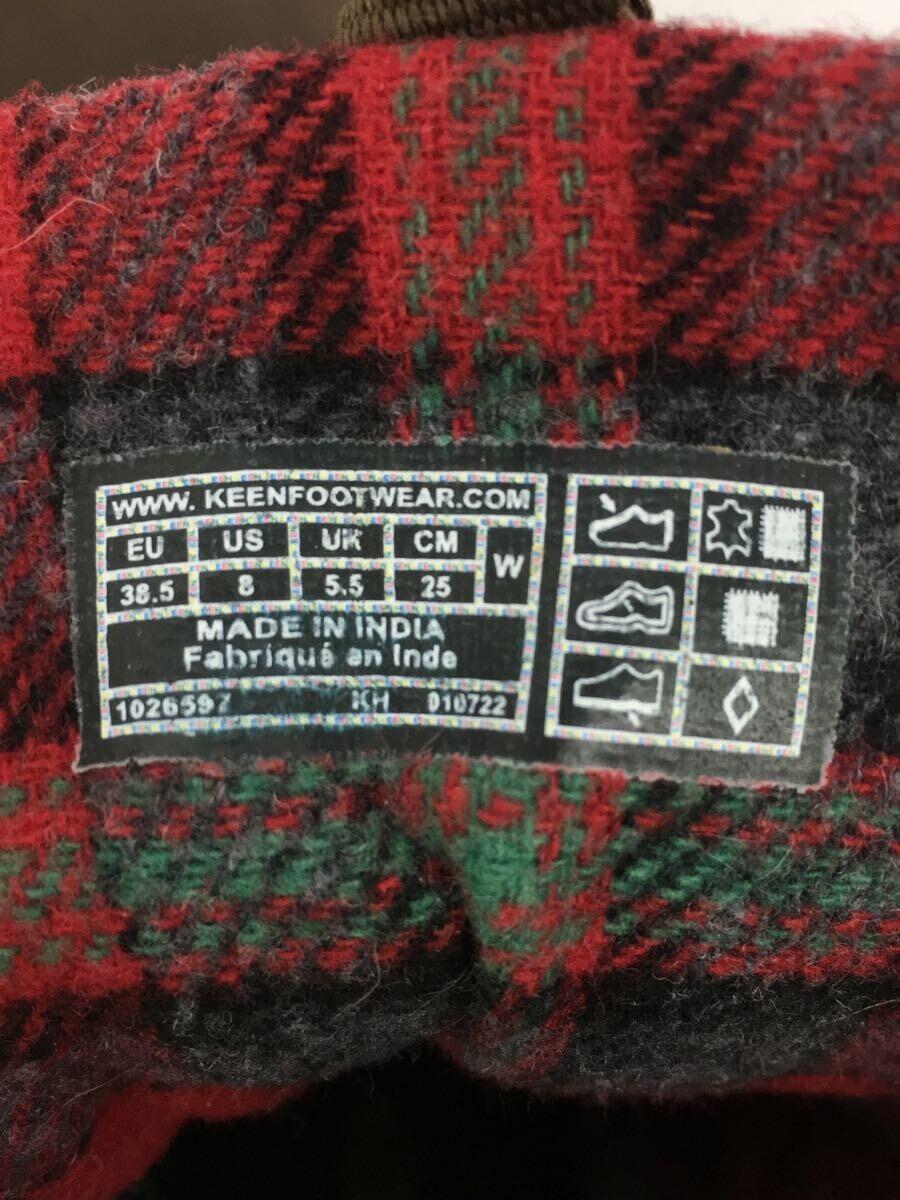 WWW. KEENFOOTWEAR.COM
EU US UK CM W
38.5 8 5.5 25
MADE IN INDIA
Fabriqué en Inde
1026597 KH 010722